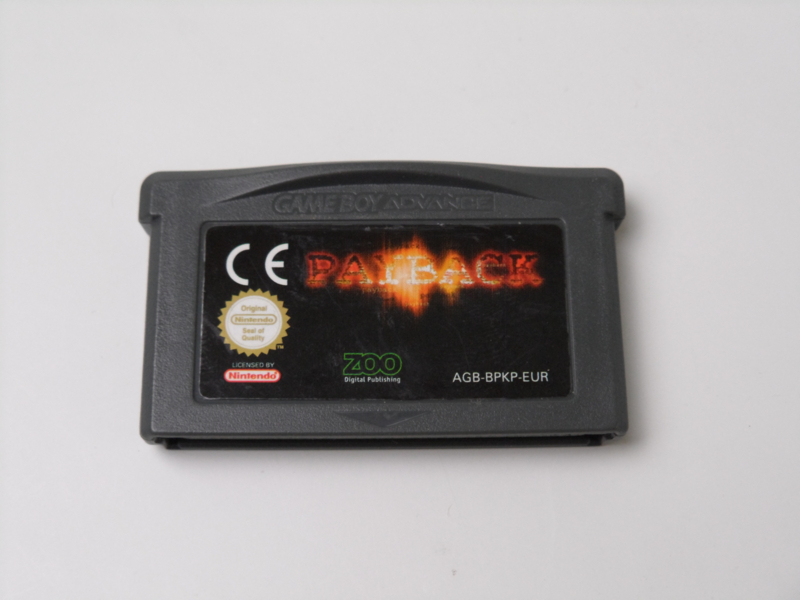 GAME BOY ADVANCE
CE
PAYBACK
Original
Nintendo
Seal of
Quality
TM
LICENSED BY
Nintendo
ZOO
Digital Publishing
AGB-BPKP-EUR